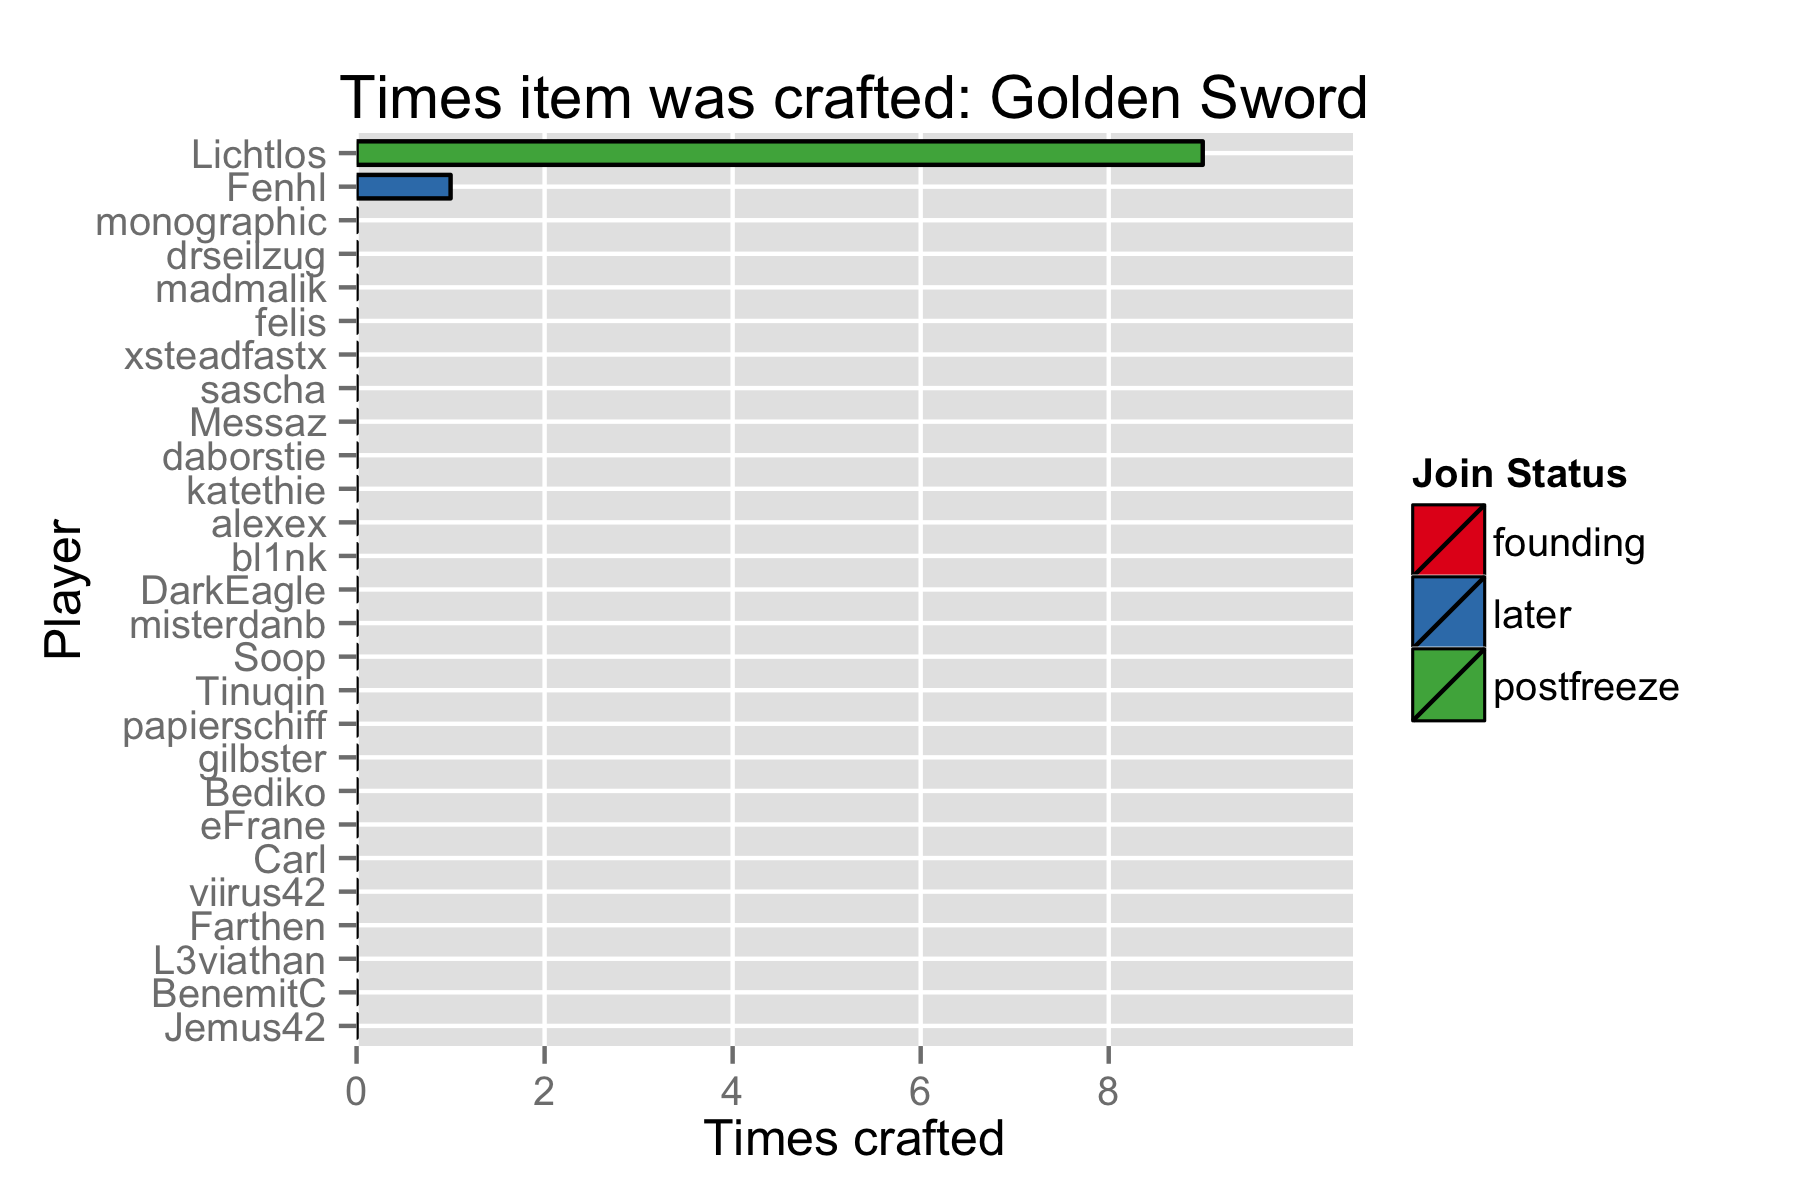 Times item was crafted: Golden Sword
Lichtlos
Fenhl
monographic
drseilzug
madmalik
felis
xsteadfastx
sascha
Messaz
daborstie
katethie
alexex
bl1nk
DarkEagle
misterdanb
Soop
Tinuqin
papierschiff
gilbster
Bediko
eFrane
Carl
viirus42
Farthen
L3viathan
BenemitC
Jemus42
Player
0 2 4 6 8
Times crafted
Join Status
founding
later
postfreeze